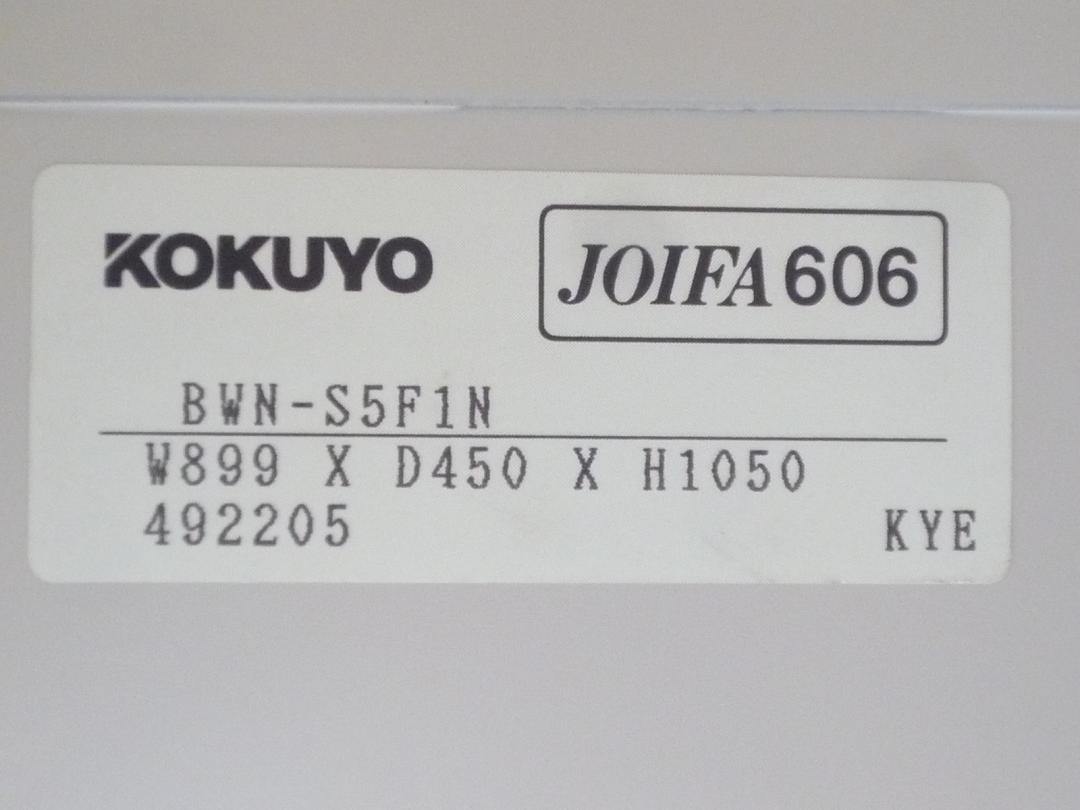 KOKUYO
JOIFA 606
BWN-S5F1N
W899 X D450 X H1050
492205 KYE